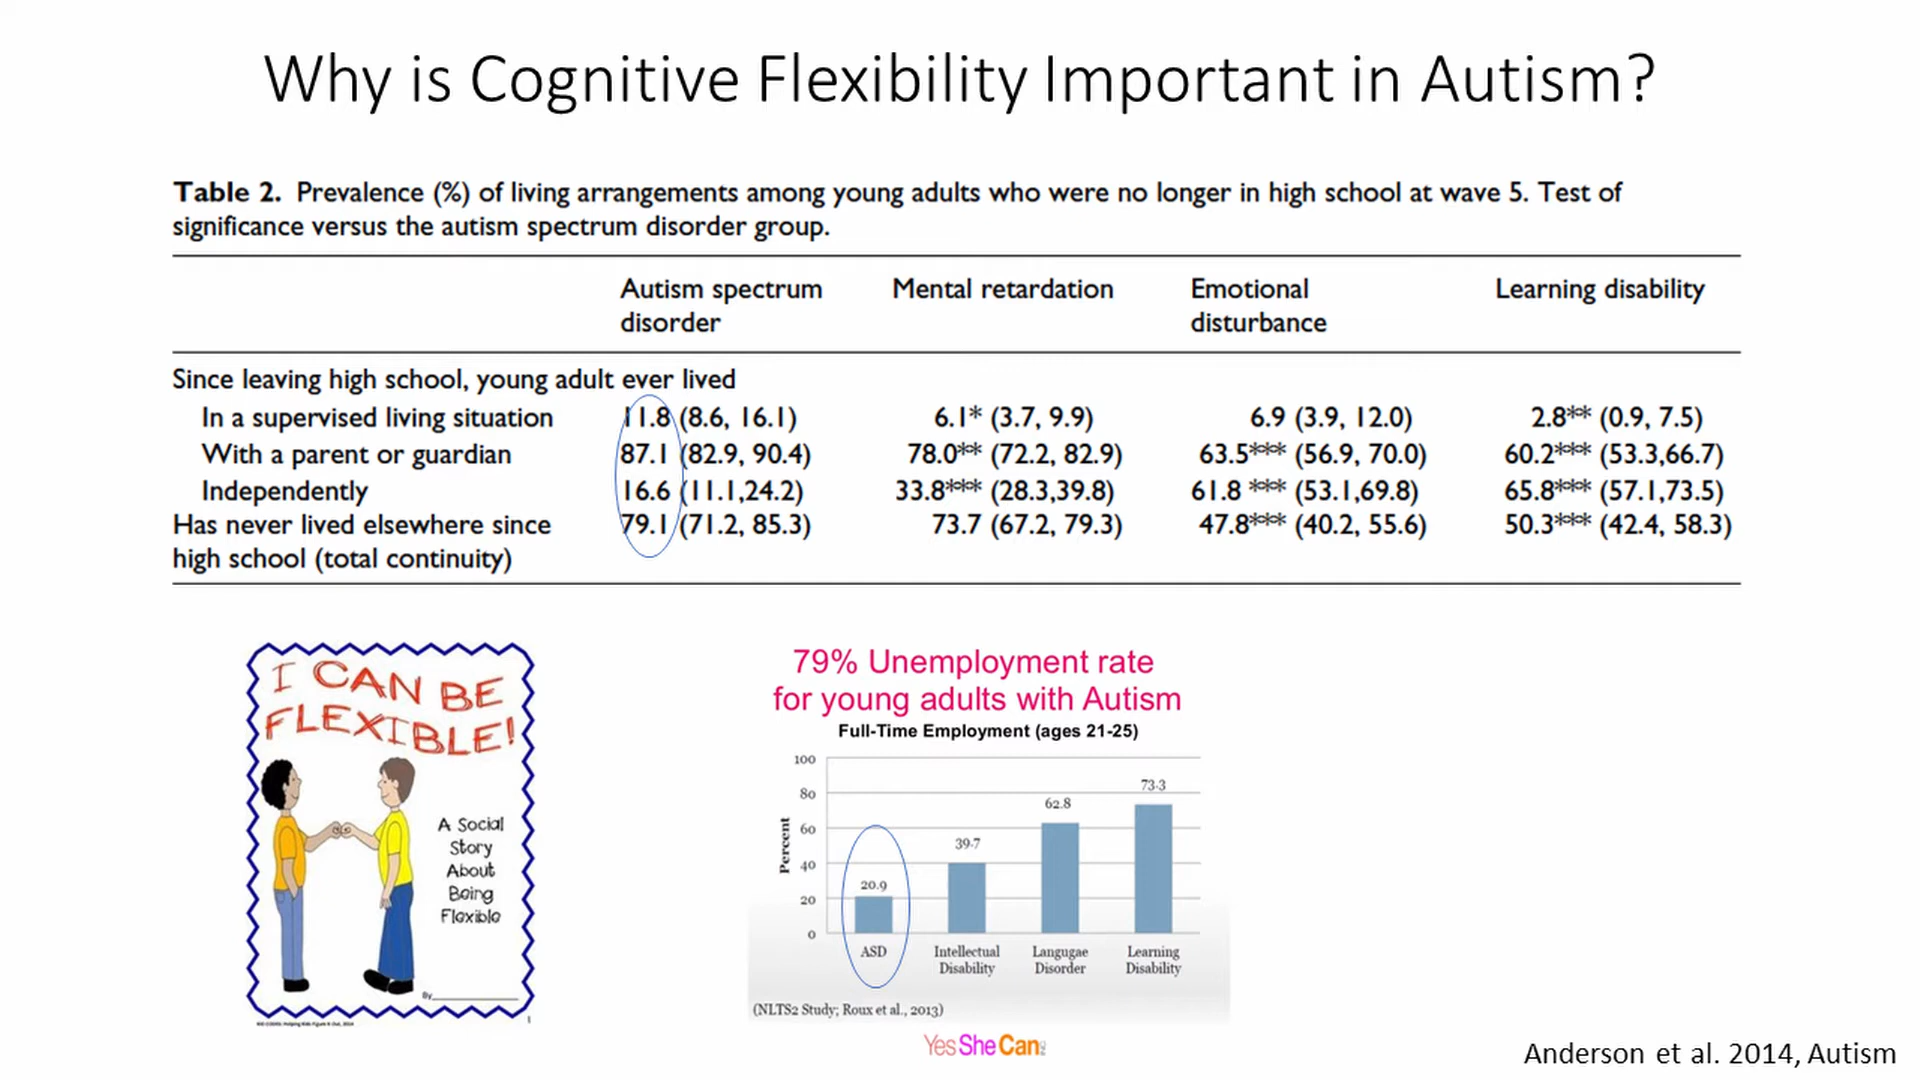 Why is Cognitive Flexibility Important in Autism?
Table 2. Prevalence (%) of living arrangements among young adults who were no longer in high school at wave 5. Test of
significance versus the autism spectrum disorder group.
Autism spectrum disorder
Mental retardation
Emotional disturbance
Learning disability
Since leaving high school, young adult ever lived
In a supervised living situation 11.8 (8.6, 16.1) 6.1* (3.7, 9.9) 6.9 (3.9, 12.0) 2.8** (0.9, 7.5)
With a parent or guardian 87.1 (82.9, 90.4) 78.0** (72.2, 82.9) 63.5*** (56.9, 70.0) 60.2*** (53.3,66.7)
Independently 16.6 (11.1,24.2) 33.8*** (28.3,39.8) 61.8 *** (53.1,69.8) 65.8*** (57.1,73.5)
Has never lived elsewhere since 79.1 (71.2, 85.3) 73.7 (67.2, 79.3) 47.8*** (40.2, 55.6) 50.3*** (42.4, 58.3)
high school (total continuity)
I CAN BE
FLEXIBLE!
A Social
Story
About
Being
Flexible
By
79% Unemployment rate
for young adults with Autism
Full-Time Employment (ages 21-25)
Percent
100
80
60
40
20
0
20.9
39.7
62.8
73.3
ASD
Intellectual
Disability
Langugae
Disorder
Learning
Disability
(NLTS2 Study; Roux et al., 2013)
YesSheCan
Anderson et al. 2014, Autism